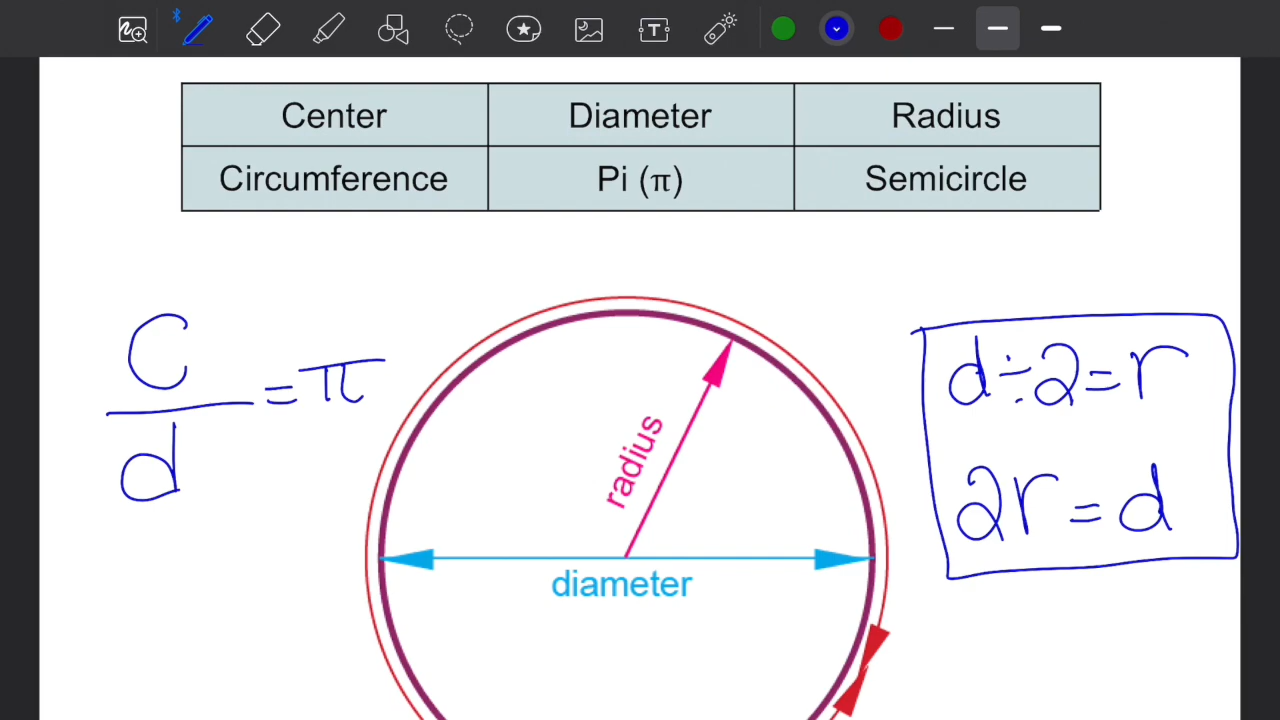 Center Diameter Radius
Circumference Pi (π) Semicircle
C
d
= π
radius
diameter
d ÷ 2 = r
2r = d